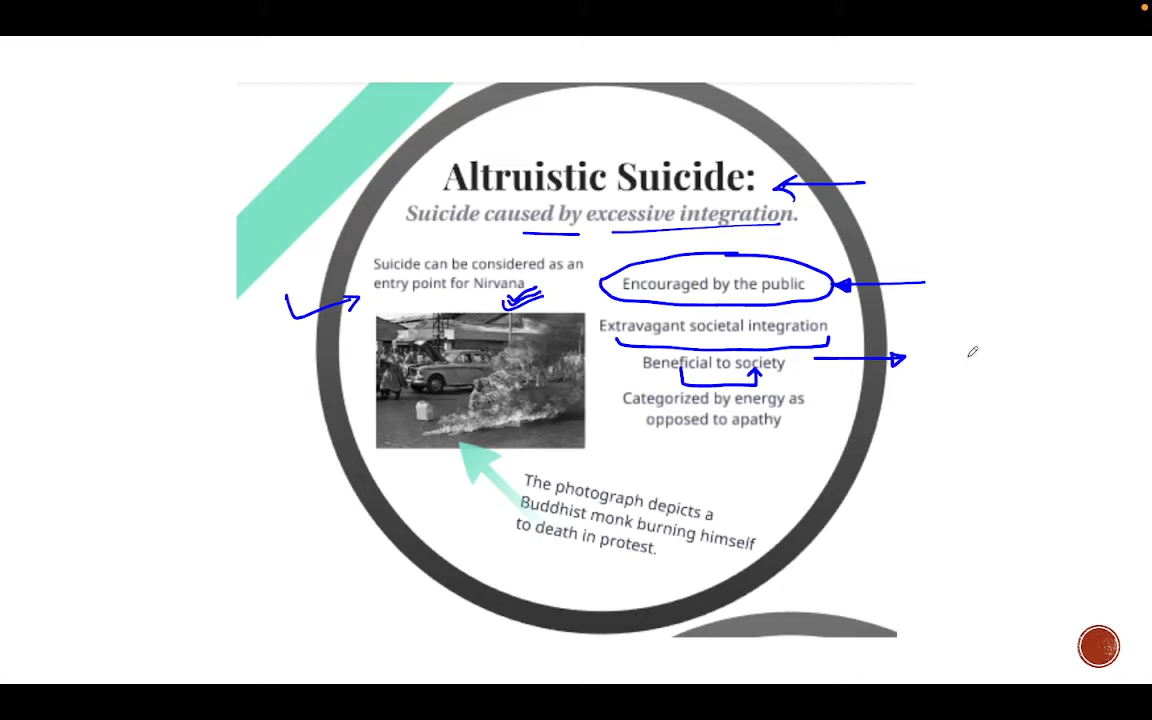 Altruistic Suicide:
Suicide caused by excessive integration.
Suicide can be considered as an
entry point for Nirvana
Encouraged by the public
Extravagant societal integration
Beneficial to society
Categorized by energy as
opposed to apathy
The photograph depicts a
Buddhist monk burning himself
to death in protest.